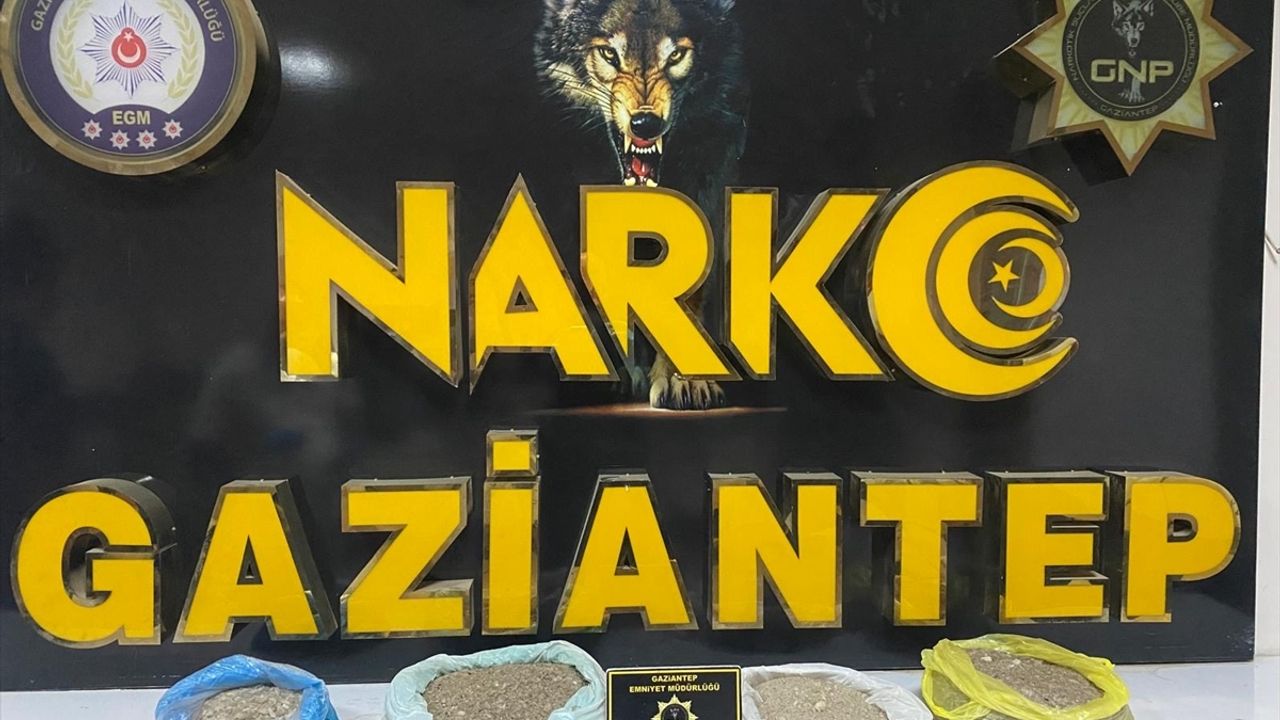 EGM
GNP
GAZİANTEP
NARKO
GAZİANTEP
GAZİANTEP
EMNİYET MÜDÜRLÜĞÜ